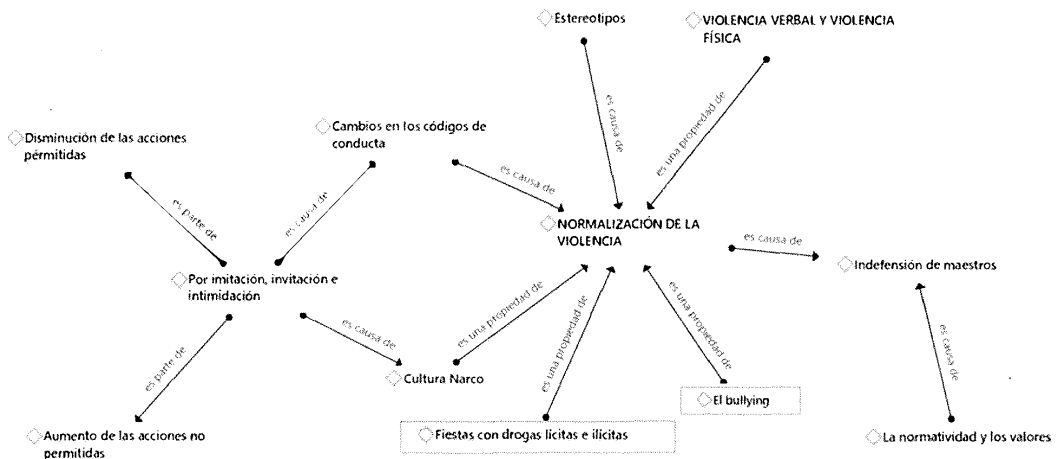 Estereotipos
VIOLENCIA VERBAL Y VIOLENCIA
FÍSICA
es causa de
es una propiedad de
Disminución de las acciones
pérmitidas
Cambios en los códigos de
conducta
es parte de
es causa de
es causa de
NORMALIZACIÓN DE LA
VIOLENCIA
es causa de
Indefensión de maestros
Por imitación, invitación e
intimidación
es parte de
es causa de
es una propiedad de
es una propiedad de
es una propiedad de
es causa de
Cultura Narco
El bullying
Aumento de las acciones no
permitidas
Fiestas con drogas lícitas e ilícitas
La normatividad y los valores